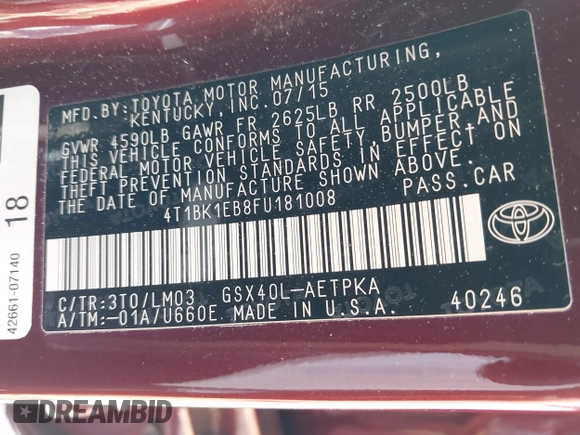 MFD.BY:TOYOTA MOTOR MANUFACTURING,
KENTUCKY, INC. 07/15
GVWR 4590LB GAWR FR 2625LB RR 2500LB
THIS VEHICLE CONFORMS TO ALL APPLICABLE
FEDERAL MOTOR VEHICLE SAFETY, BUMPER, AND
THEFT PREVENTION STANDARDS IN EFFECT ON
THE DATE OF MANUFACTURE SHOWN ABOVE.
4T1BK1EB8FU181008 PASS.CAR
C/TR:3T0/LM03 GSX40L-AETPKA
A/TM:-01A/U660E MADE IN U.S.A. 40246
TOYOTA
42661-07140
18
DREAMBID